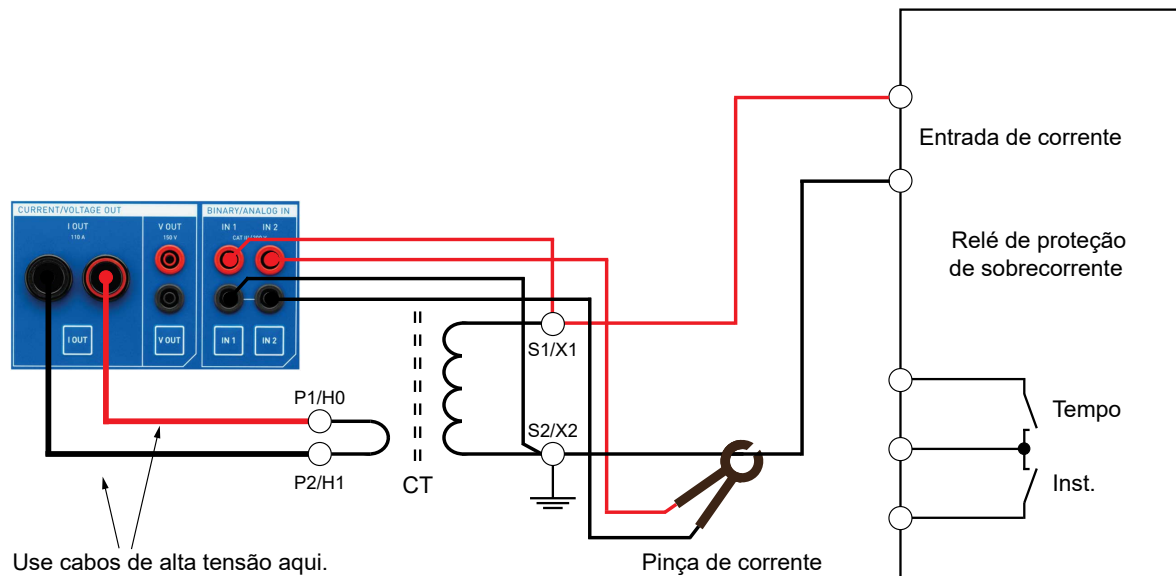 CURRENT/VOLTAGE OUT
BINARY/ANALOG IN
I OUT
110 A
V OUT
150 V
IN 1
IN 2
I OUT
V OUT
IN 1
IN 2
Entrada de corrente
Relé de proteção
de sobrecorrente
S1/X1
P1/H0
P2/H1
CT
S2/X2
Tempo
Inst.
Use cabos de alta tensão aqui.
Pinça de corrente